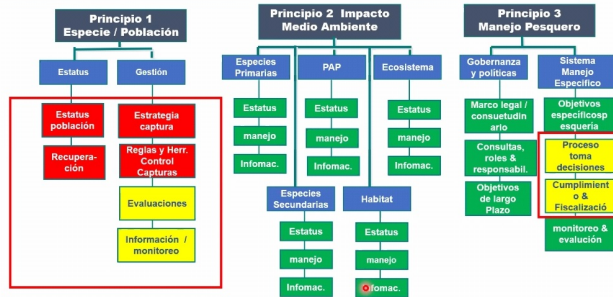 Principio 1
Especie / Población
Estatus
Gestión
Estatus
población
Recupera-
ción
Estrategia
captura
Reglas y Herr.
Control
Capturas
Evaluaciones
Información /
monitoreo
Principio 2 Impacto
Medio Ambiente
Especies
Primarias
PAP
Ecosistema
Estatus
manejo
Infomac.
Estatus
manejo
Infomac.
Estatus
manejo
Infomac.
Especies
Secundarias
Habitat
Estatus
manejo
Infomac.
Estatus
manejo
nfomac.
Principio 3
Manejo Pesquero
Gobernanza
y políticas
Sistema
Manejo
Especifico
Marco legal /
consuetudin
ario
Consultas,
roles &
responsabil.
Objetivos
de largo
Plazo
Objetivos
específicosp
esqueria
Proceso
toma
decisiones
Cumplimient
o &
Fiscalizació
monitoreo &
evalución